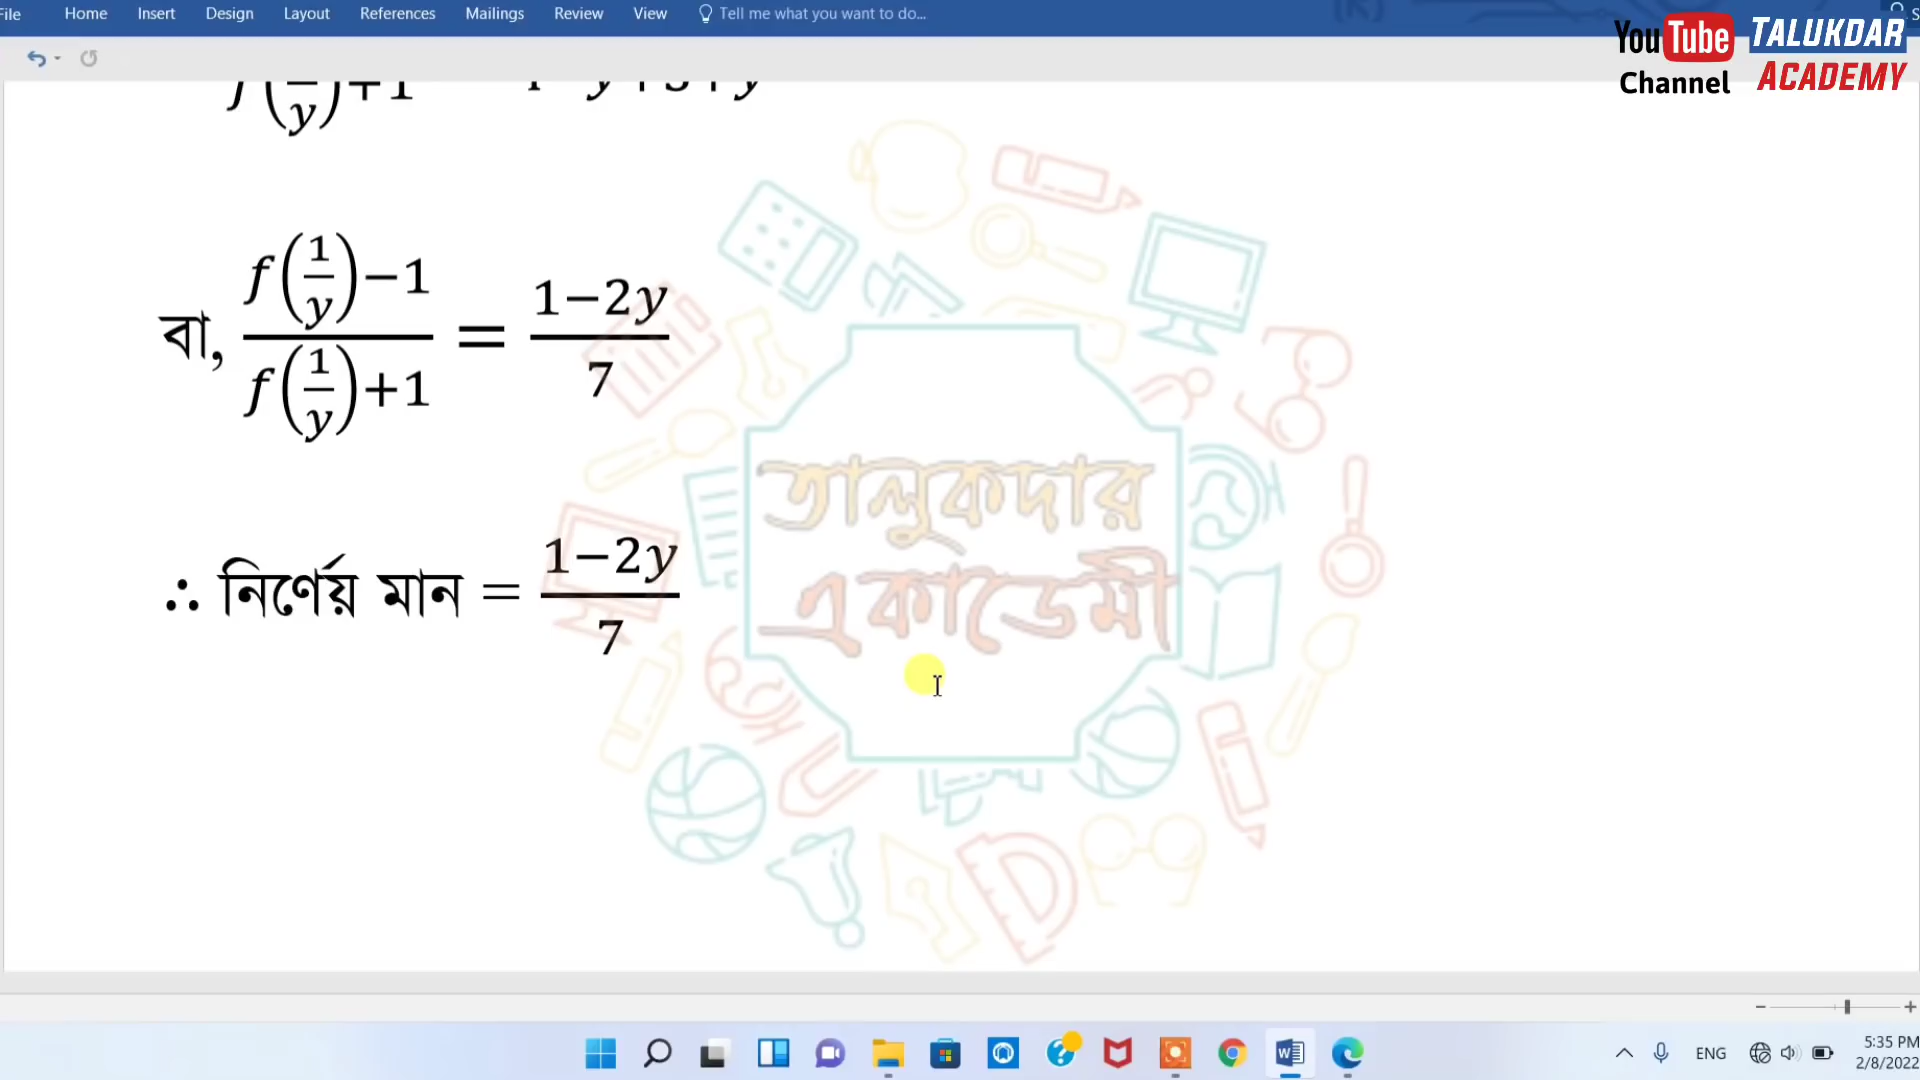 File Home Insert Design Layout References Mailings Review View Tell me what you want to do...
YouTube Channel
TALUKDAR ACADEMY
f(1/y)+1
বা, (f(1/y)−1)/(f(1/y)+1) = (1−2y)/7
∴ নির্ণেয় মান = (1−2y)/7
তালুকদার
একাডেমী
ENG
5:35 PM
2/8/2022